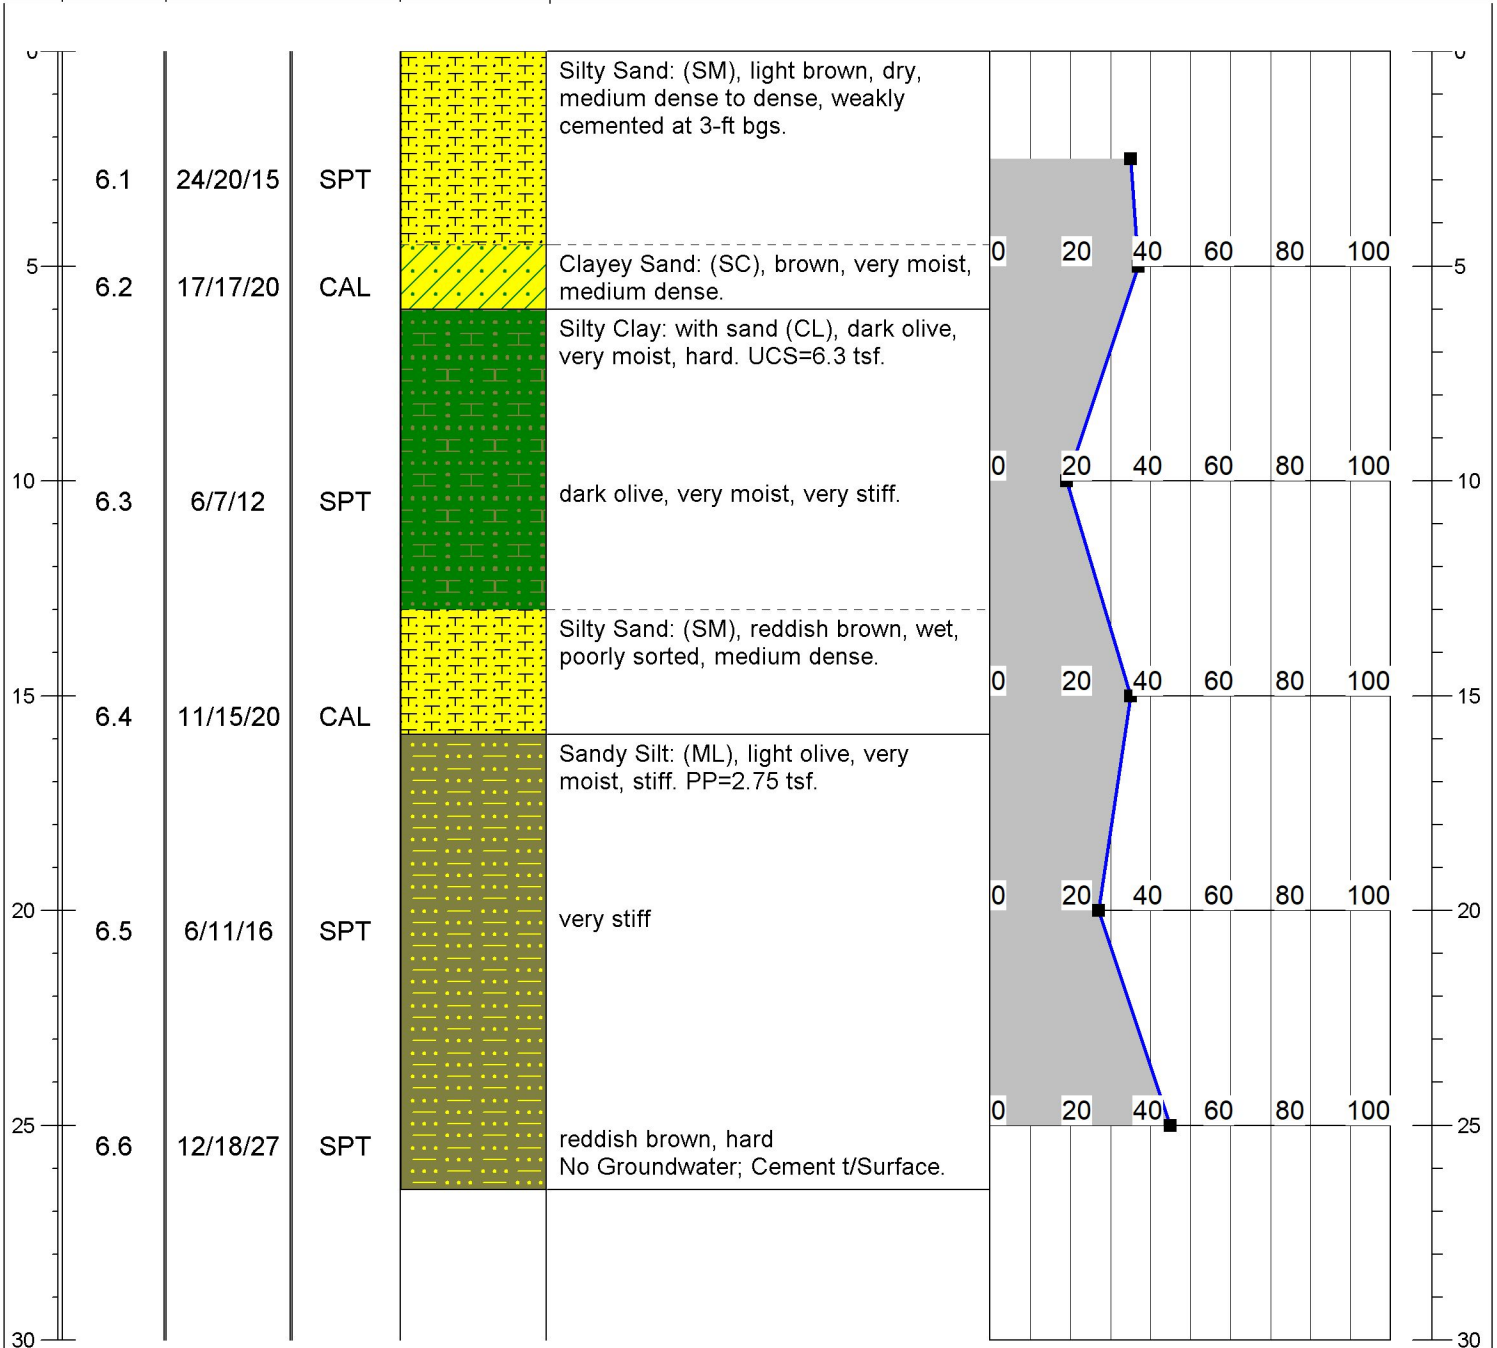 0
0
Silty Sand: (SM), light brown, dry,
medium dense to dense, weakly
cemented at 3-ft bgs.
6.1 24/20/15 SPT
0 20 40 60 80 100
5
Clayey Sand: (SC), brown, very moist,
medium dense.
5
6.2 17/17/20 CAL
Silty Clay: with sand (CL), dark olive,
very moist, hard. UCS=6.3 tsf.
0 20 40 60 80 100
10
dark olive, very moist, very stiff.
10
6.3 6/7/12 SPT
Silty Sand: (SM), reddish brown, wet,
poorly sorted, medium dense.
0 20 40 60 80 100
15
15
6.4 11/15/20 CAL
Sandy Silt: (ML), light olive, very
moist, stiff. PP=2.75 tsf.
0 20 40 60 80 100
20
very stiff
20
6.5 6/11/16 SPT
0 20 40 60 80 100
25
reddish brown, hard
25
6.6 12/18/27 SPT
No Groundwater; Cement t/Surface.
30
30